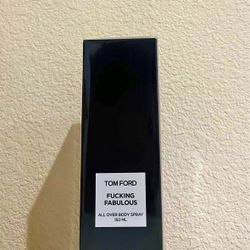 TOM FORD
FUCKING
FABULOUS
ALL OVER BODY SPRAY
150 ML